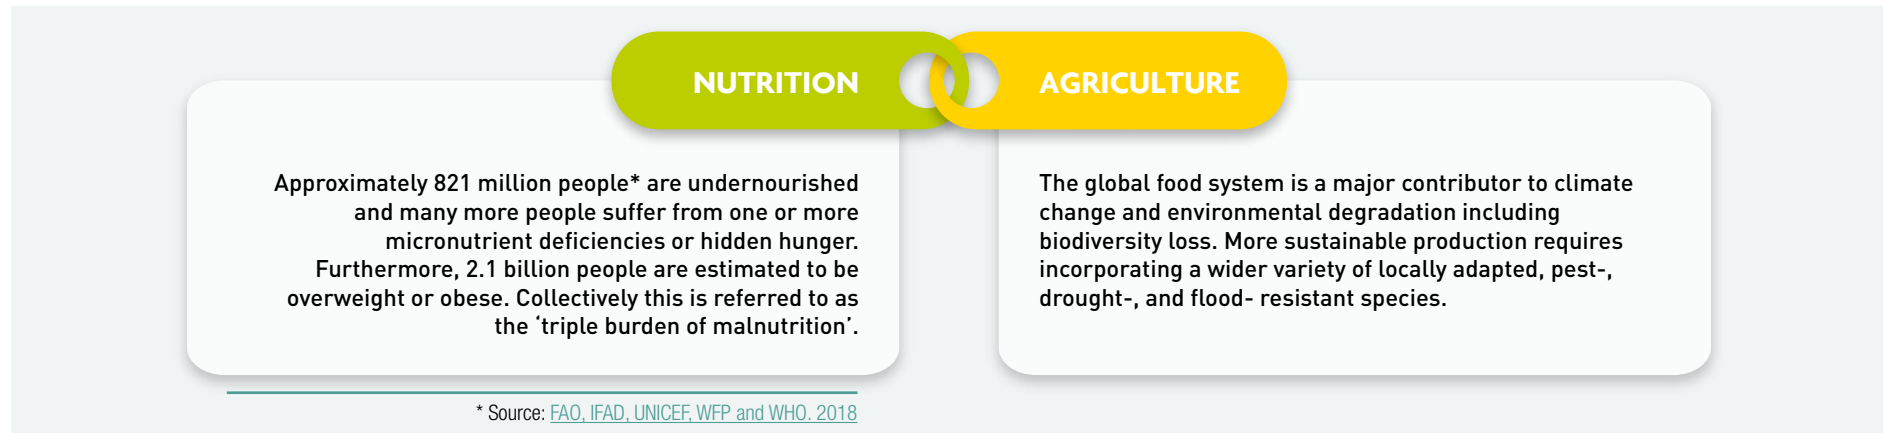 NUTRITION
Approximately 821 million people* are undernourished
and many more people suffer from one or more
micronutrient deficiencies or hidden hunger.
Furthermore, 2.1 billion people are estimated to be
overweight or obese. Collectively this is referred to as
the ‘triple burden of malnutrition’.
* Source: FAO, IFAD, UNICEF, WFP and WHO. 2018
AGRICULTURE
The global food system is a major contributor to climate
change and environmental degradation including
biodiversity loss. More sustainable production requires
incorporating a wider variety of locally adapted, pest-,
drought-, and flood- resistant species.